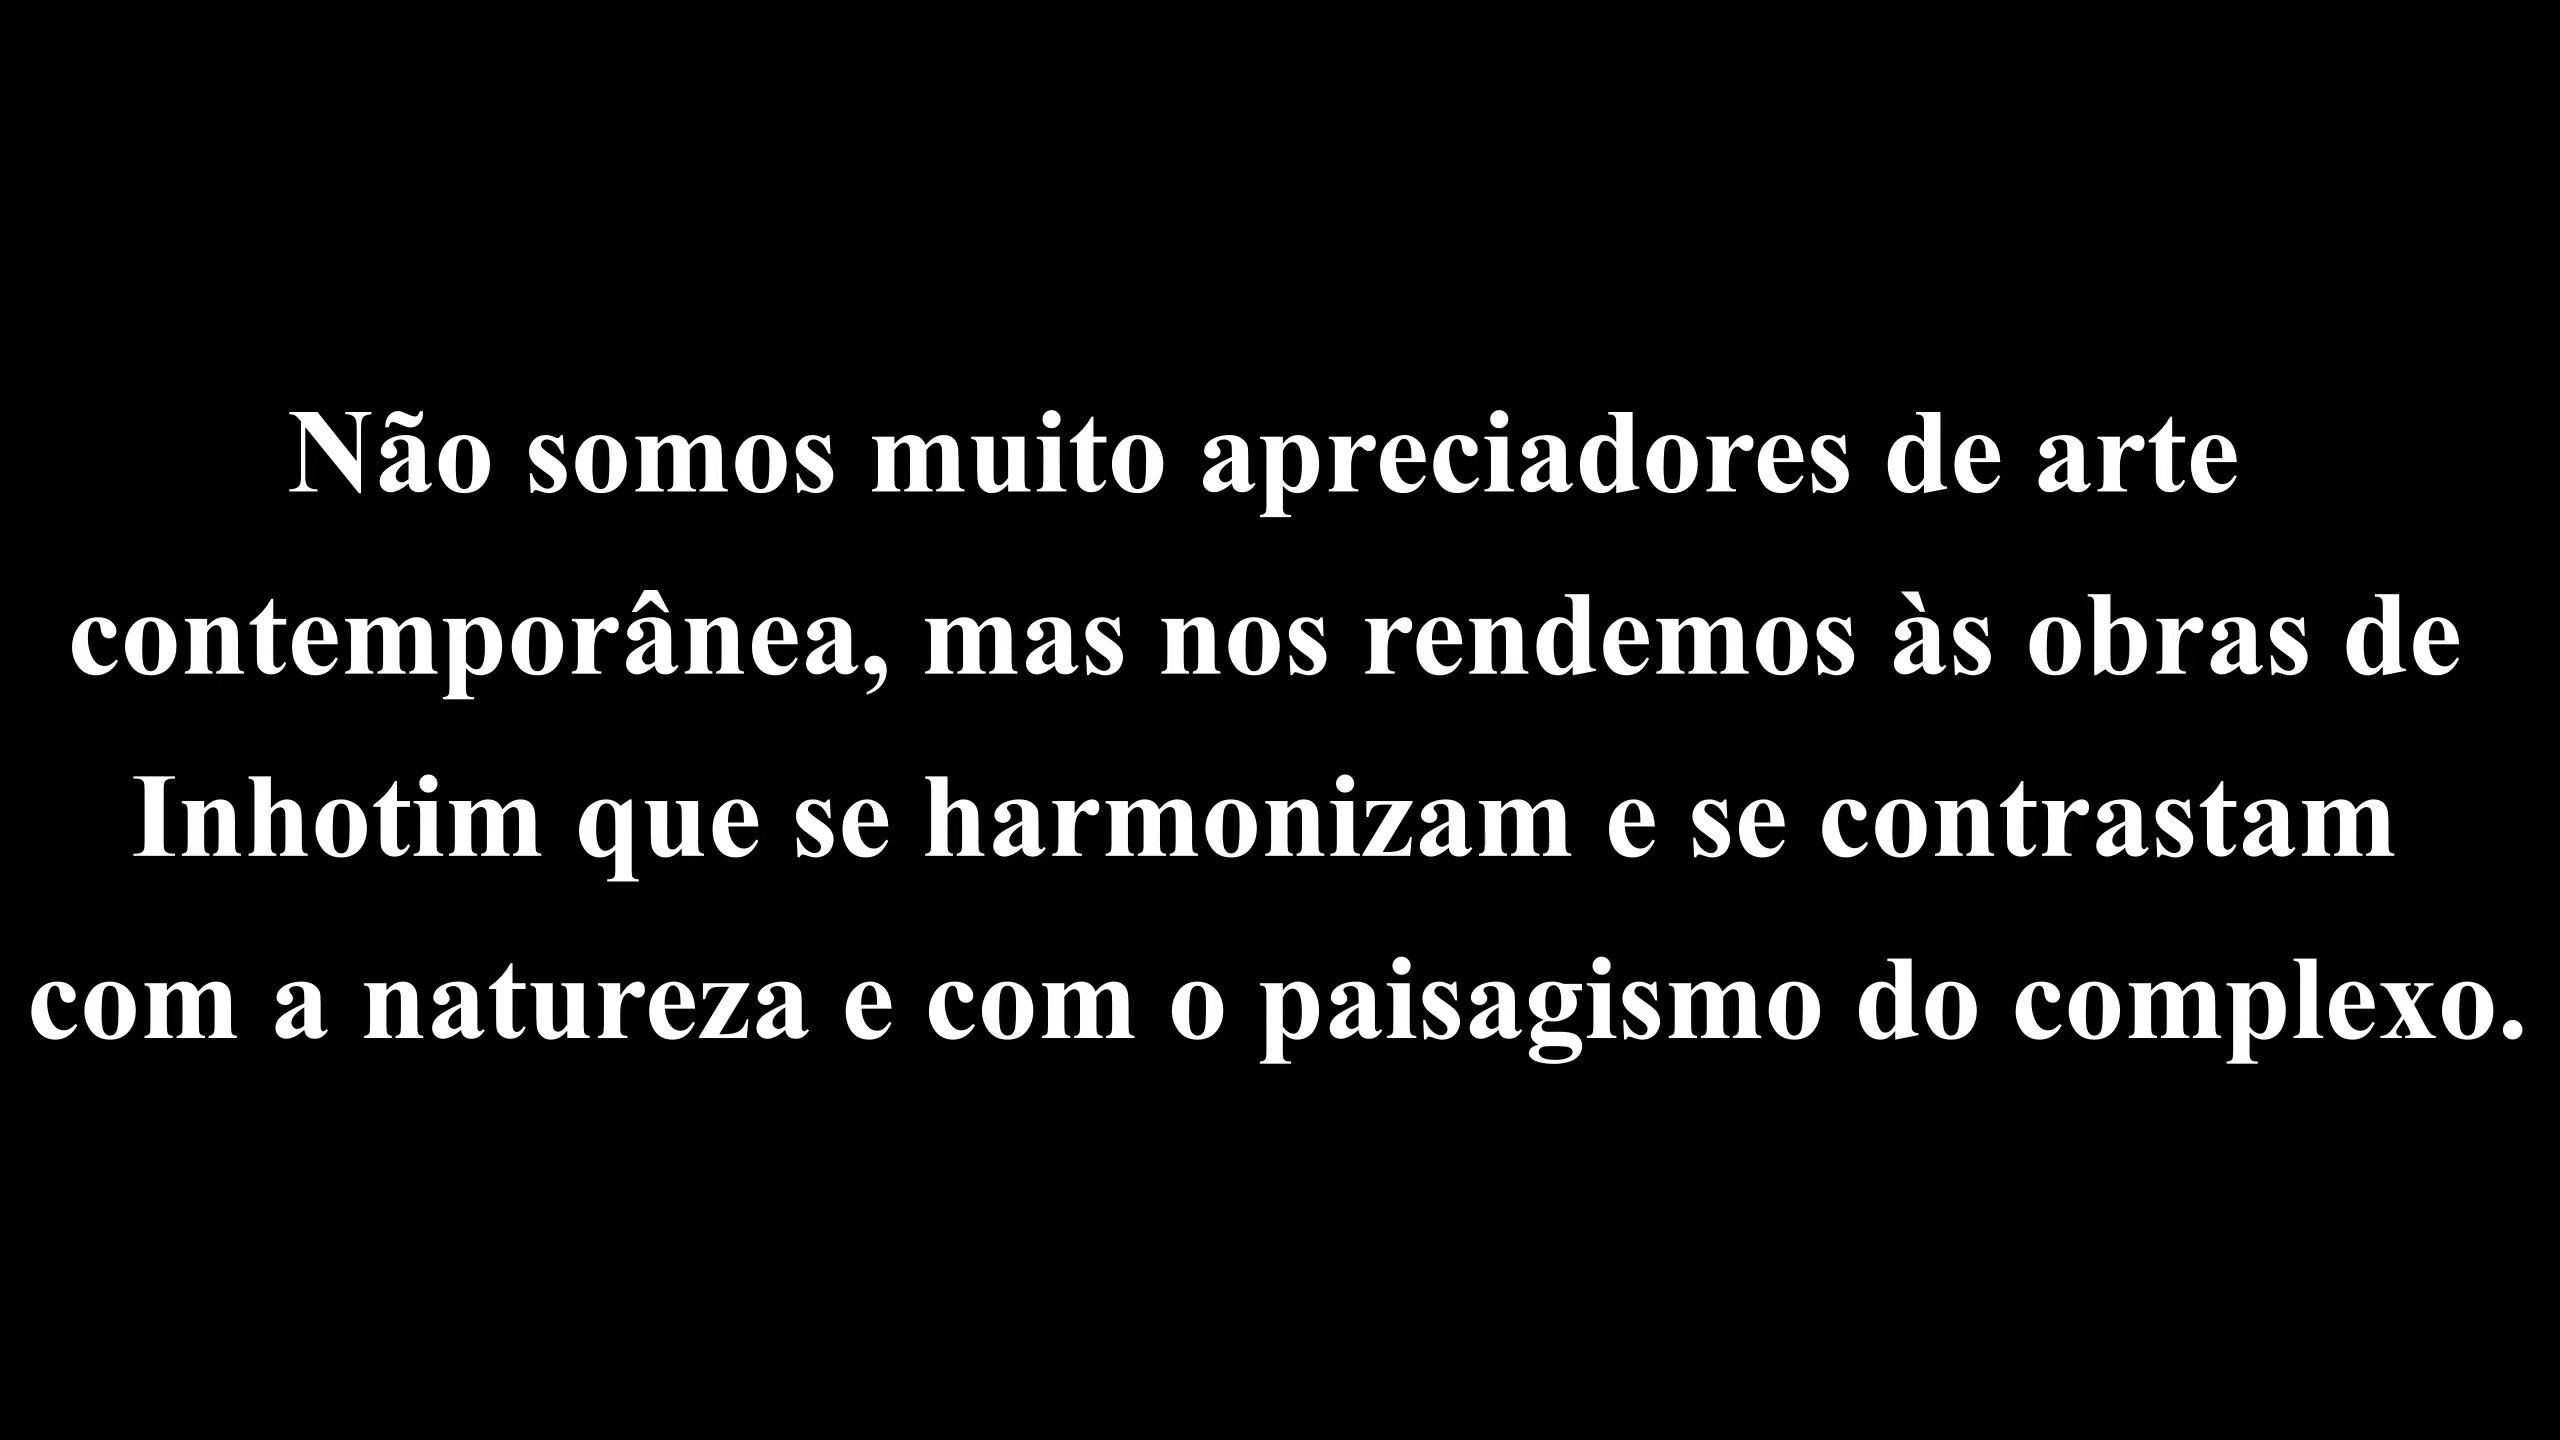 Não somos muito apreciadores de arte
contemporânea, mas nos rendemos às obras de
Inhotim que se harmonizam e se contrastam
com a natureza e com o paisagismo do complexo.